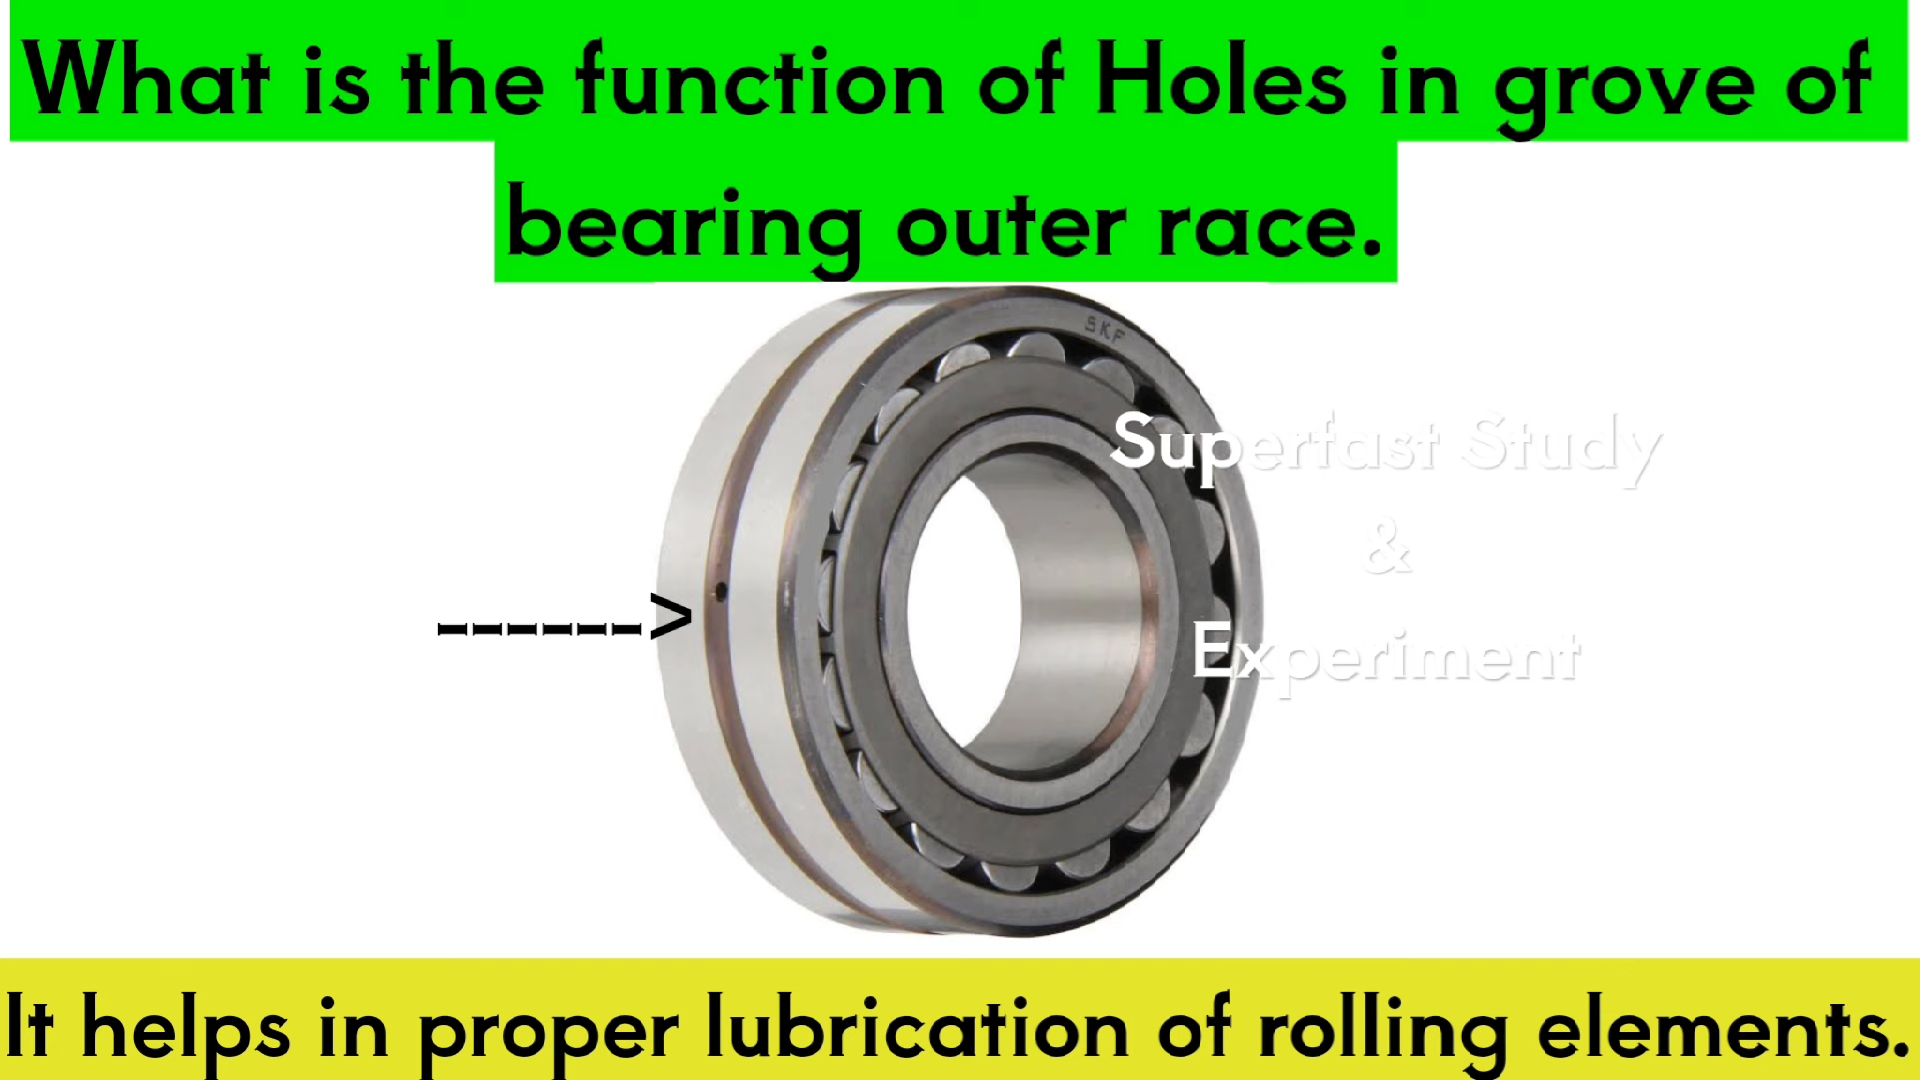 What is the function of Holes in grove of
bearing outer race.
SKF
Superfast Study
&
Experiment
------>
It helps in proper lubrication of rolling elements.